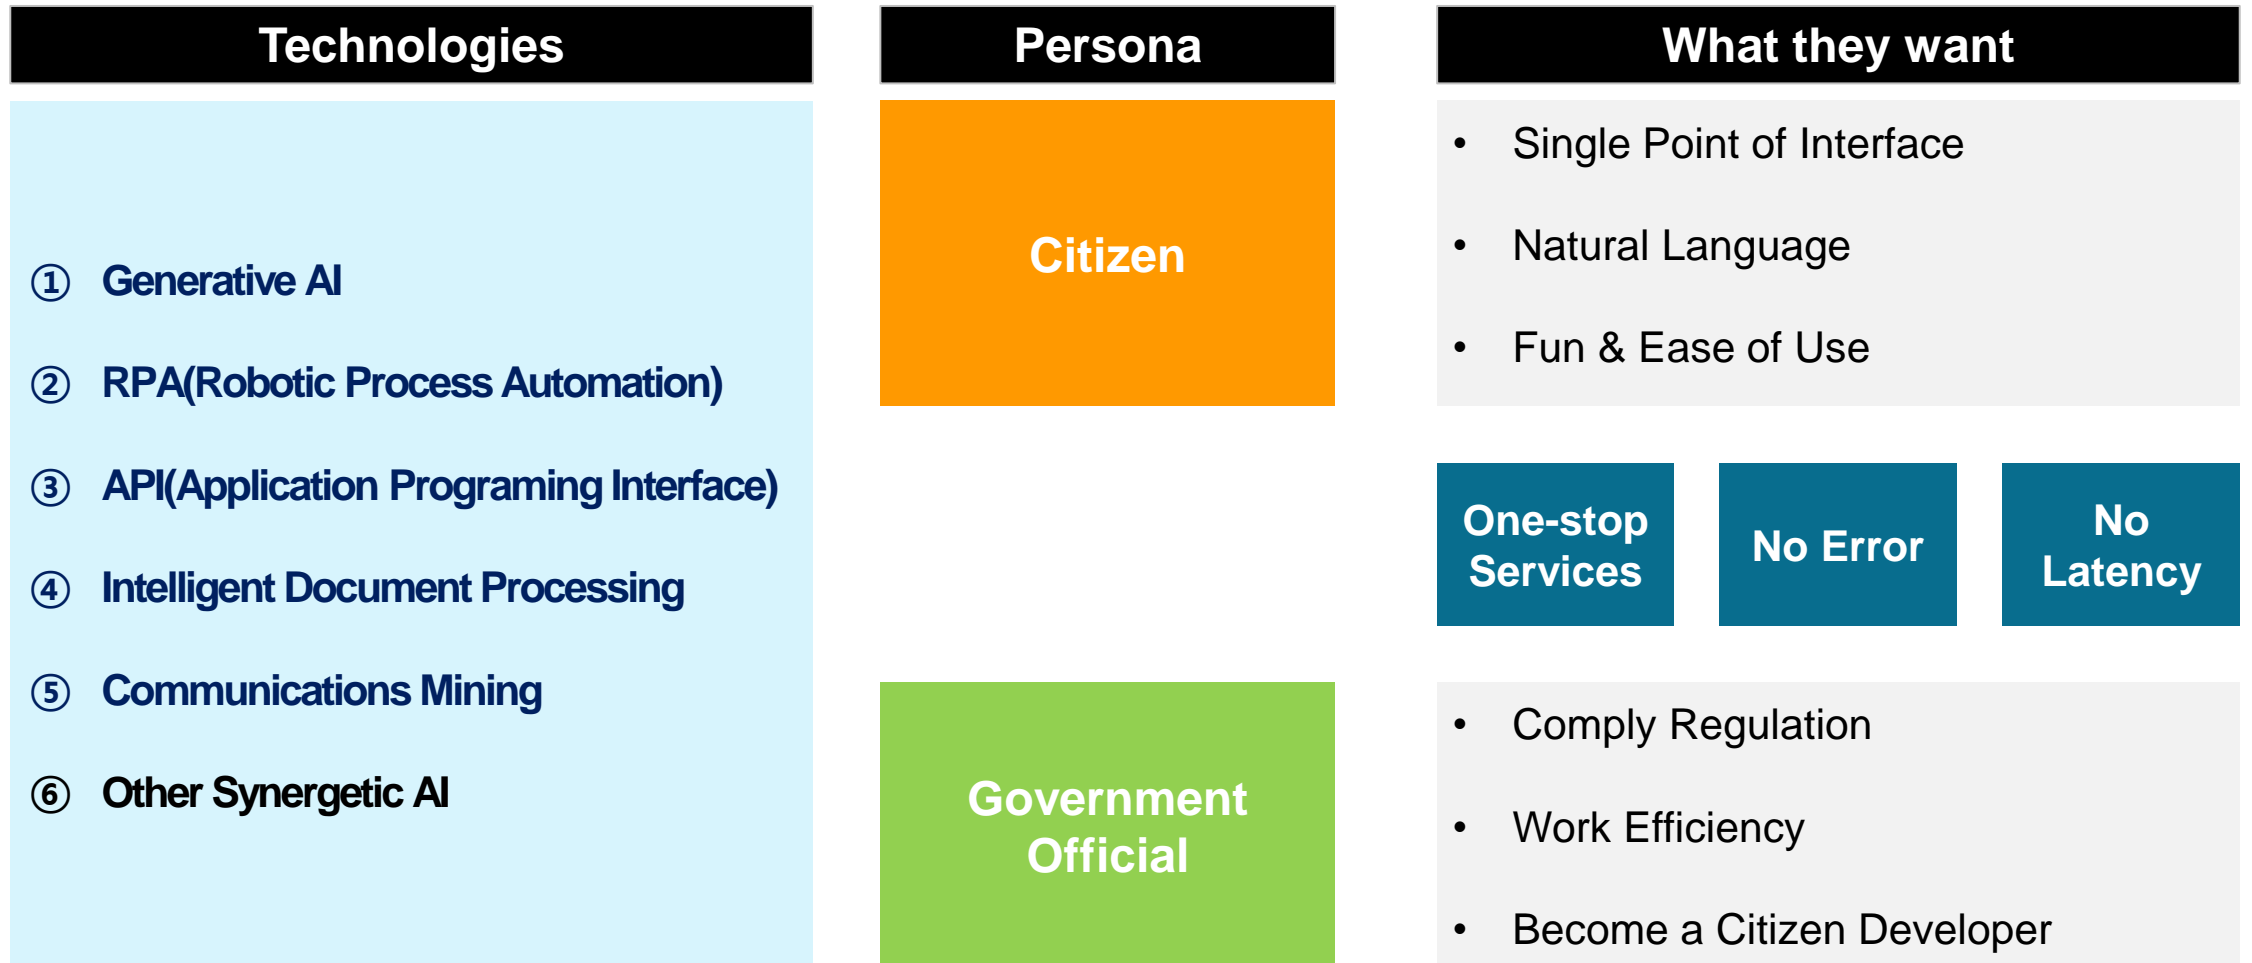 Technologies
① Generative AI
② RPA(Robotic Process Automation)
③ API(Application Programing Interface)
④ Intelligent Document Processing
⑤ Communications Mining
⑥ Other Synergetic AI
Persona
Citizen
Government
Official
What they want
• Single Point of Interface
• Natural Language
• Fun & Ease of Use
One-stop
Services
No Error
No
Latency
• Comply Regulation
• Work Efficiency
• Become a Citizen Developer